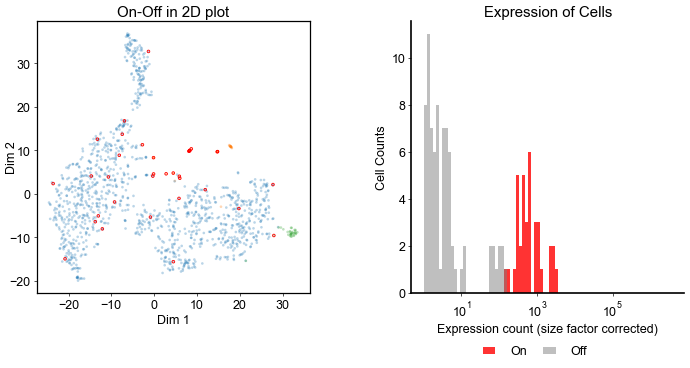 On-Off in 2D plot
Dim 2
30
20
10
0
−10
−20
−20 −10 0 10 20 30
Dim 1
Expression of Cells
Cell Counts
10
8
6
4
2
0
10¹ 10³ 10⁵
Expression count (size factor corrected)
On Off